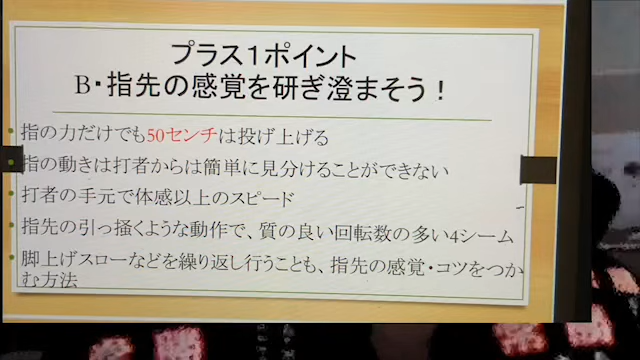 プラス1ポイント
B・指先の感覚を研ぎ澄まそう！
指の力だけでも50センチは投げ上げる
指の動きは打者からは簡単に見分けることができない
打者の手元で体感以上のスピード
指先の引っ掻くような動作で、質の良い回転数の多い4シーム
脚上げスローなどを繰り返し行うことも、指先の感覚・コツをつか
む方法